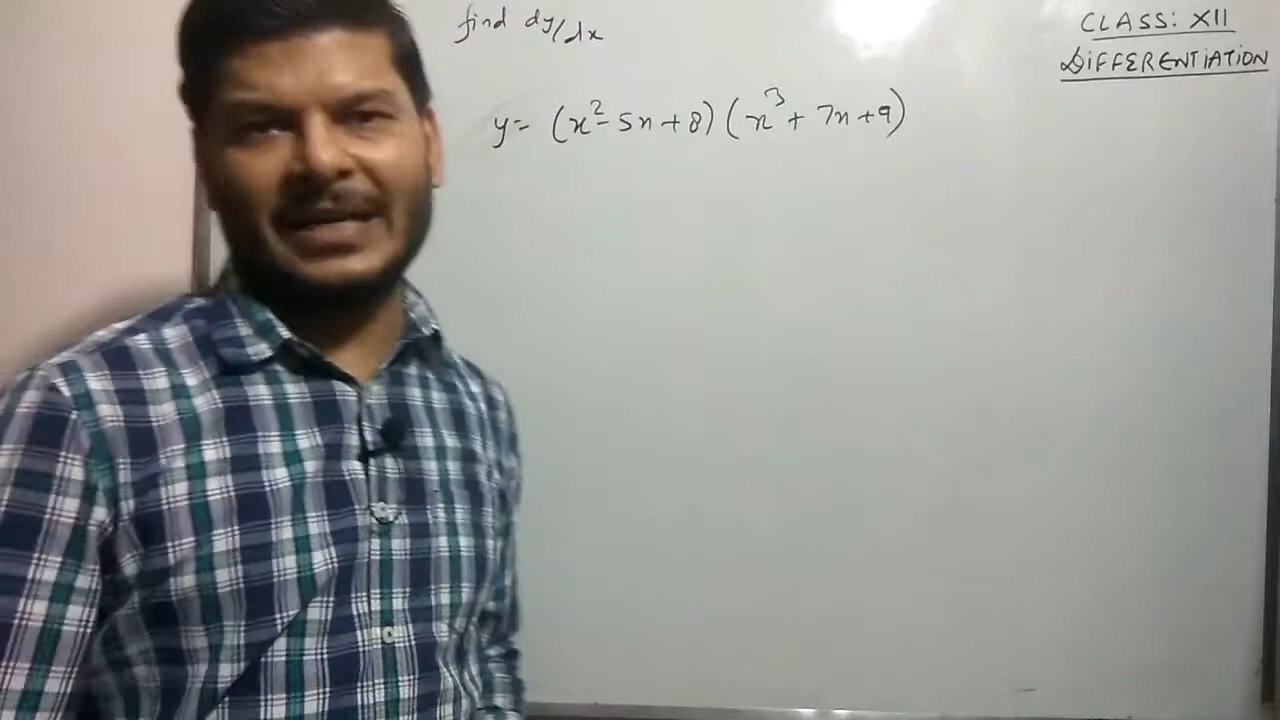 find dy/dx
CLASS: XII
DIFFERENTIATION
y= (x²- 5x + 8) (x³ + 7x + 9)